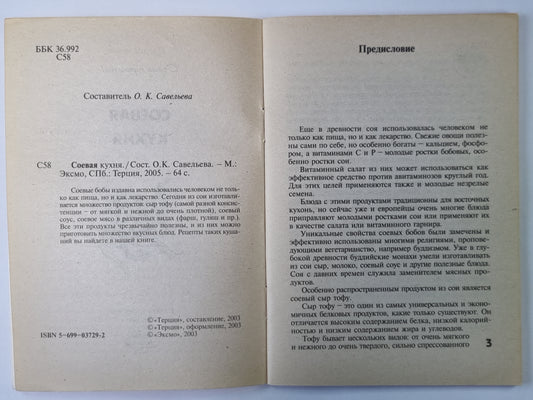 ББК 36.992
С58
Составитель О. К. Савельева
С58 Соевая кухня. /Сост. О.К. Савельева. – М.:
Эксмо, СПб.: Терция, 2005. – 64 с.
Соевые бобы издавна использовались человеком не толь-
ко как пища, но и как лекарство. Сегодня из сои изготавлива-
ется множество продуктов: сыр тофу (самой разной консис-
тенции – от мягкой и нежной до очень плотной), соевый
соус, соевое мясо в различных видах (фарш, гуляш и пр.).
Все эти продукты чрезвычайно полезны, и из них можно
приготовить множество вкусных блюд. Рецепты таких куша-
ний вы найдете в нашей книге.
©«Терция», составление, 2003
©«Терция», оформление, 2003
©«Эксмо», 2003
ISBN 5–699–03729–2
Предисловие
Еще в древности соя использовалась человеком не
только как пища, но и как лекарство. Свежие овощи полез-
ны сами по себе, но особенно богаты – кальцием, фосфо-
ром, а витаминами С и Р – молодые ростки бобовых, осо-
бенно ростки сои.
Витаминный салат из них может использоваться как
эффективное средство против авитаминозов круглый год.
Для этих целей применяются также и молодые незрелые
семена.
Блюда с этими продуктами традиционны для восточных
кухонь, но сейчас уже и европейцы очень многие блюда
приправляют молодыми ростками сои или применяют их
в качестве салата или витаминного гарнира.
Уникальные свойства соевых бобов были замечены и
эффективно использованы многими религиями, пропове-
дующими вегетарианство, например буддизмом. Уже в глу-
бокой древности буддийские монахи умели изготавливать
из сои сыр, молоко, соевый соус и другие полезные блюда.
Соя с давних времен служила заменителем мясных про-
дуктов.
Особенно распространенным продуктом из сои является
соевый сыр тофу.
Сыр тофу – это один из самых универсальных и эконо-
мичных белковых продуктов, какие только существуют. Он
отличается высоким содержанием белка, низкой калорий-
ностью и низким содержанием жира и углеводов.
Тофу бывает нескольких видов: от очень мягкого
и нежного до очень твердого, сильно спрессованного
3